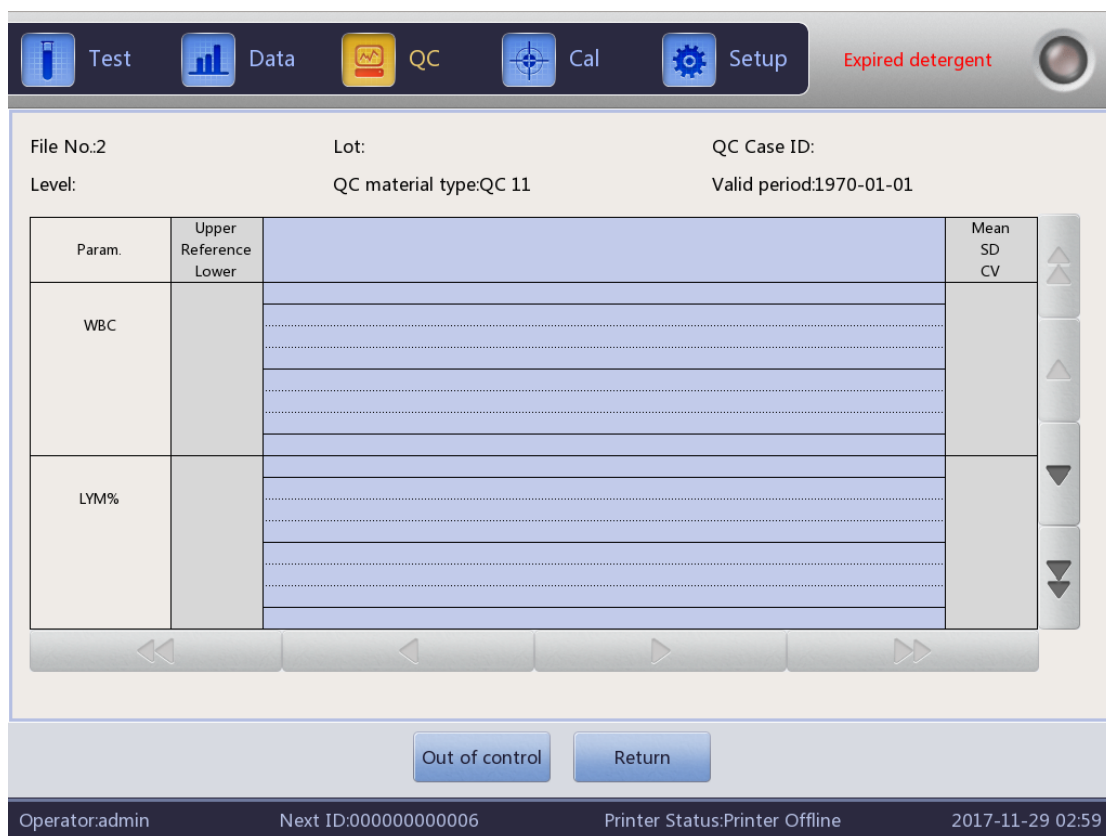 Test Data QC Cal Setup Expired detergent
File No.:2 Lot: QC Case ID:
Level: QC material type:QC 11 Valid period:1970-01-01
Param. Upper Reference Lower Mean SD CV
WBC
LYM%
Out of control Return
Operator:admin Next ID:000000000006 Printer Status:Printer Offline 2017-11-29 02:59